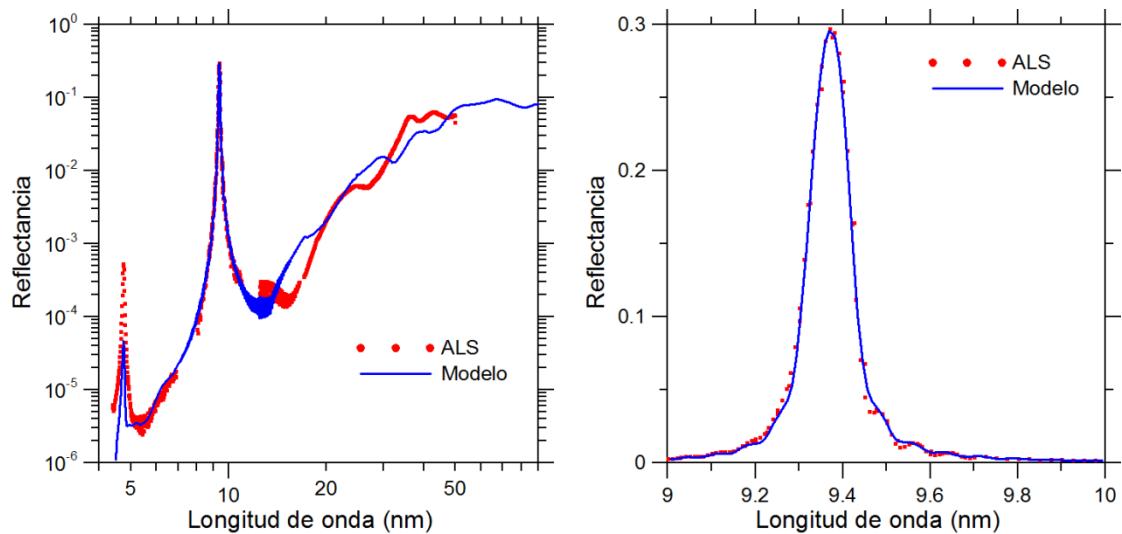 10⁰
10⁻¹
10⁻²
10⁻³
10⁻⁴
10⁻⁵
10⁻⁶
Reflectancia
ALS
Modelo
5 10 20 50
Longitud de onda (nm)
0.3
0.2
0.1
0
Reflectancia
ALS
Modelo
9 9.2 9.4 9.6 9.8 10
Longitud de onda (nm)